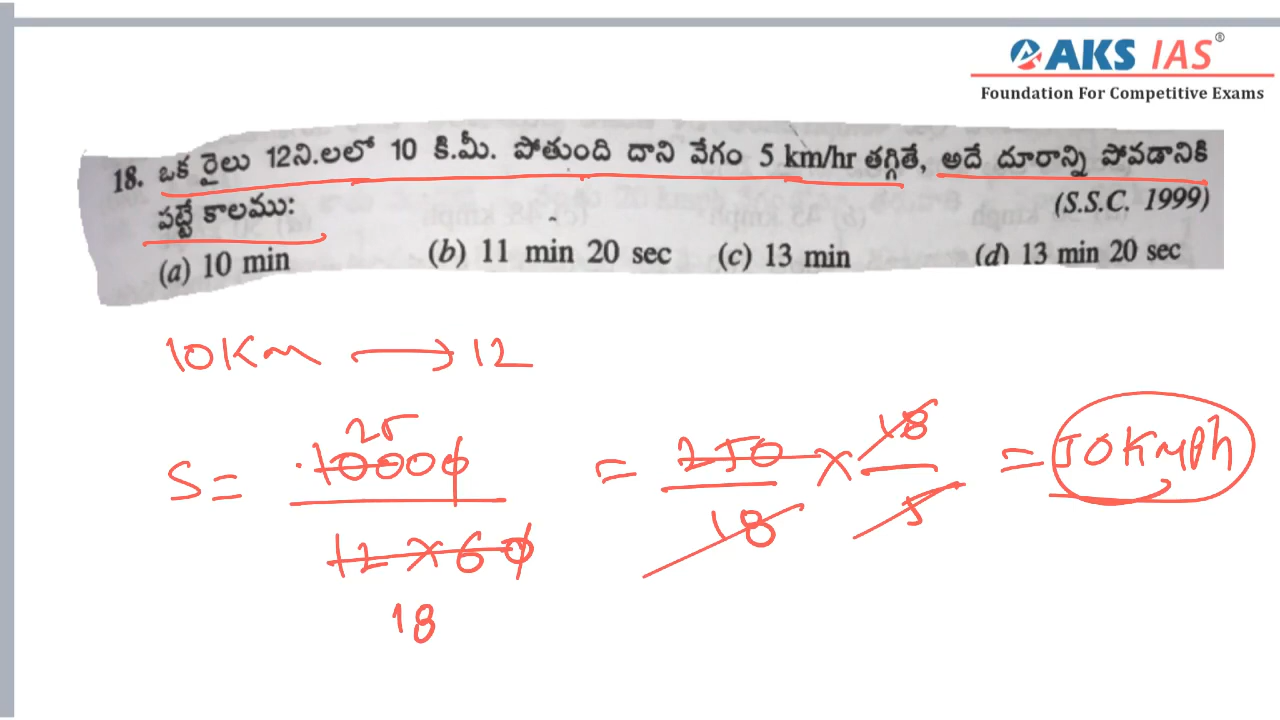 AKS IAS®
Foundation For Competitive Exams
18. ఒక రైలు 12ని.లలో 10 కి.మీ. పోతుంది దాని వేగం 5 km/hr తగ్గితే, అదే దూరాన్ని పోవడానికి
పట్టే కాలము: (S.S.C. 1999)
(a) 10 min (b) 11 min 20 sec (c) 13 min (d) 13 min 20 sec
10Km → 12
25
S = 10000 = 250 × 18 = 50KMPh
12 × 60 18 5
18